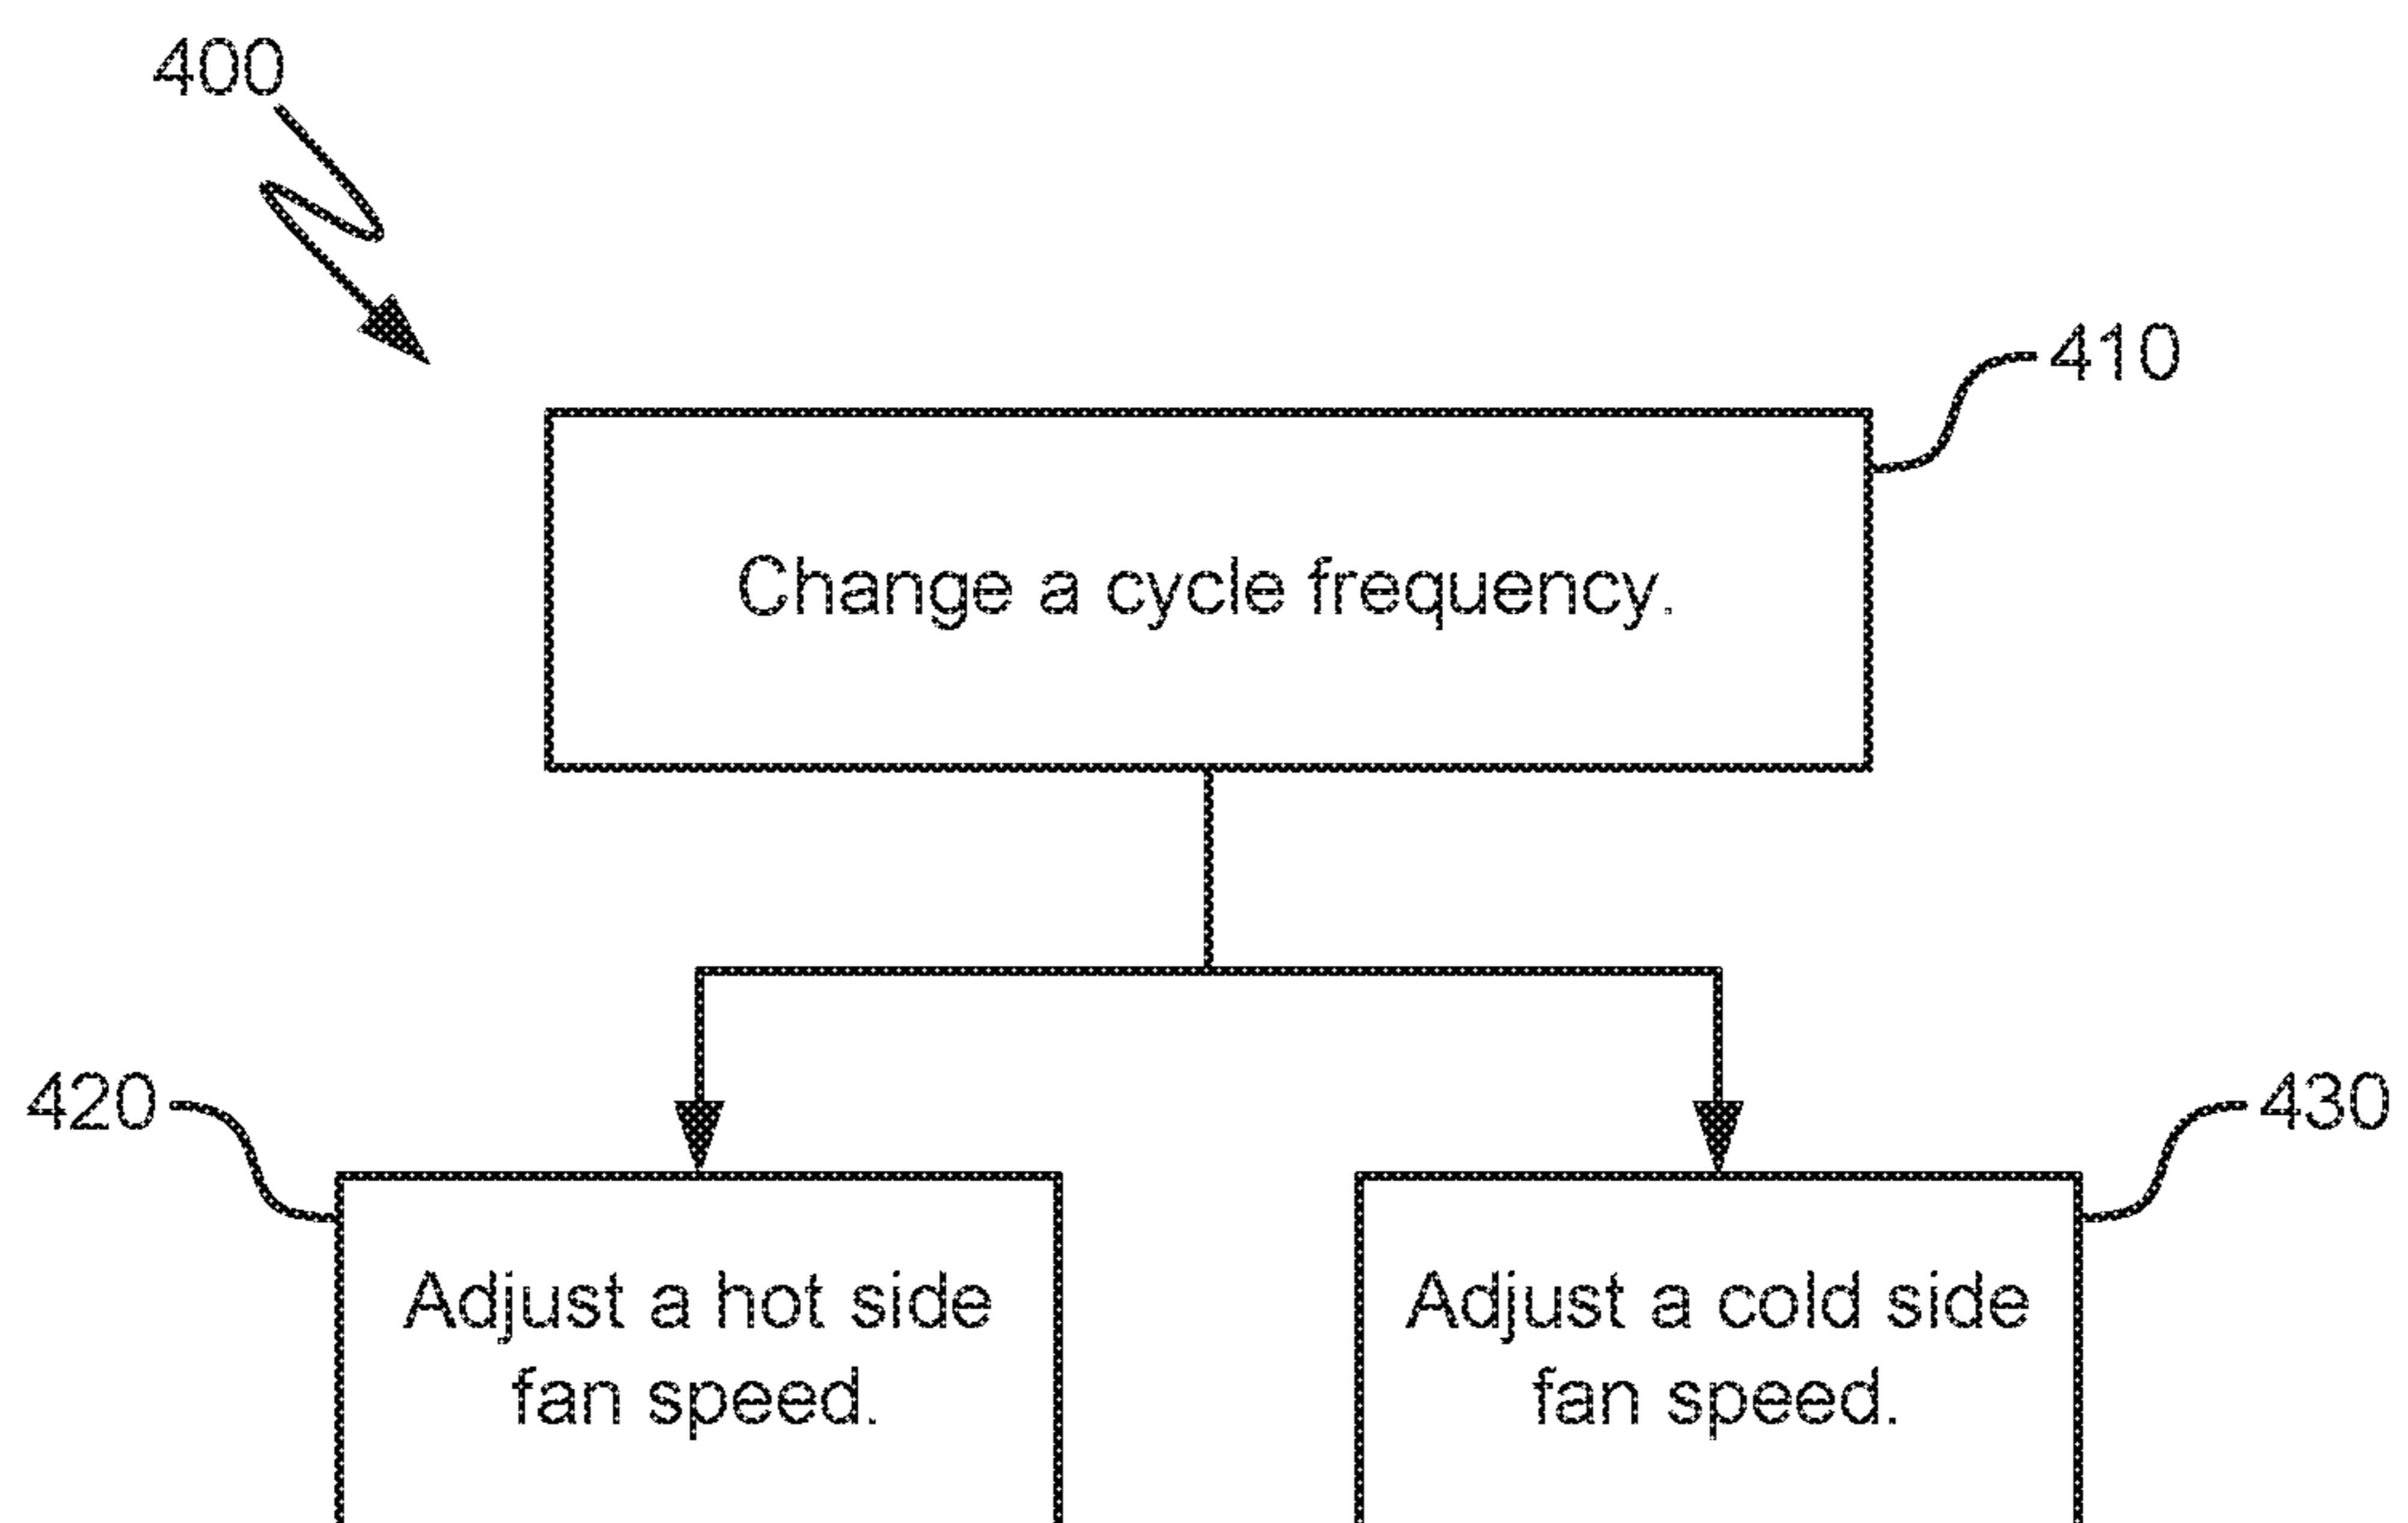 400
410
Change a cycle frequency.
420
430
Adjust a hot side
fan speed.
Adjust a cold side
fan speed.